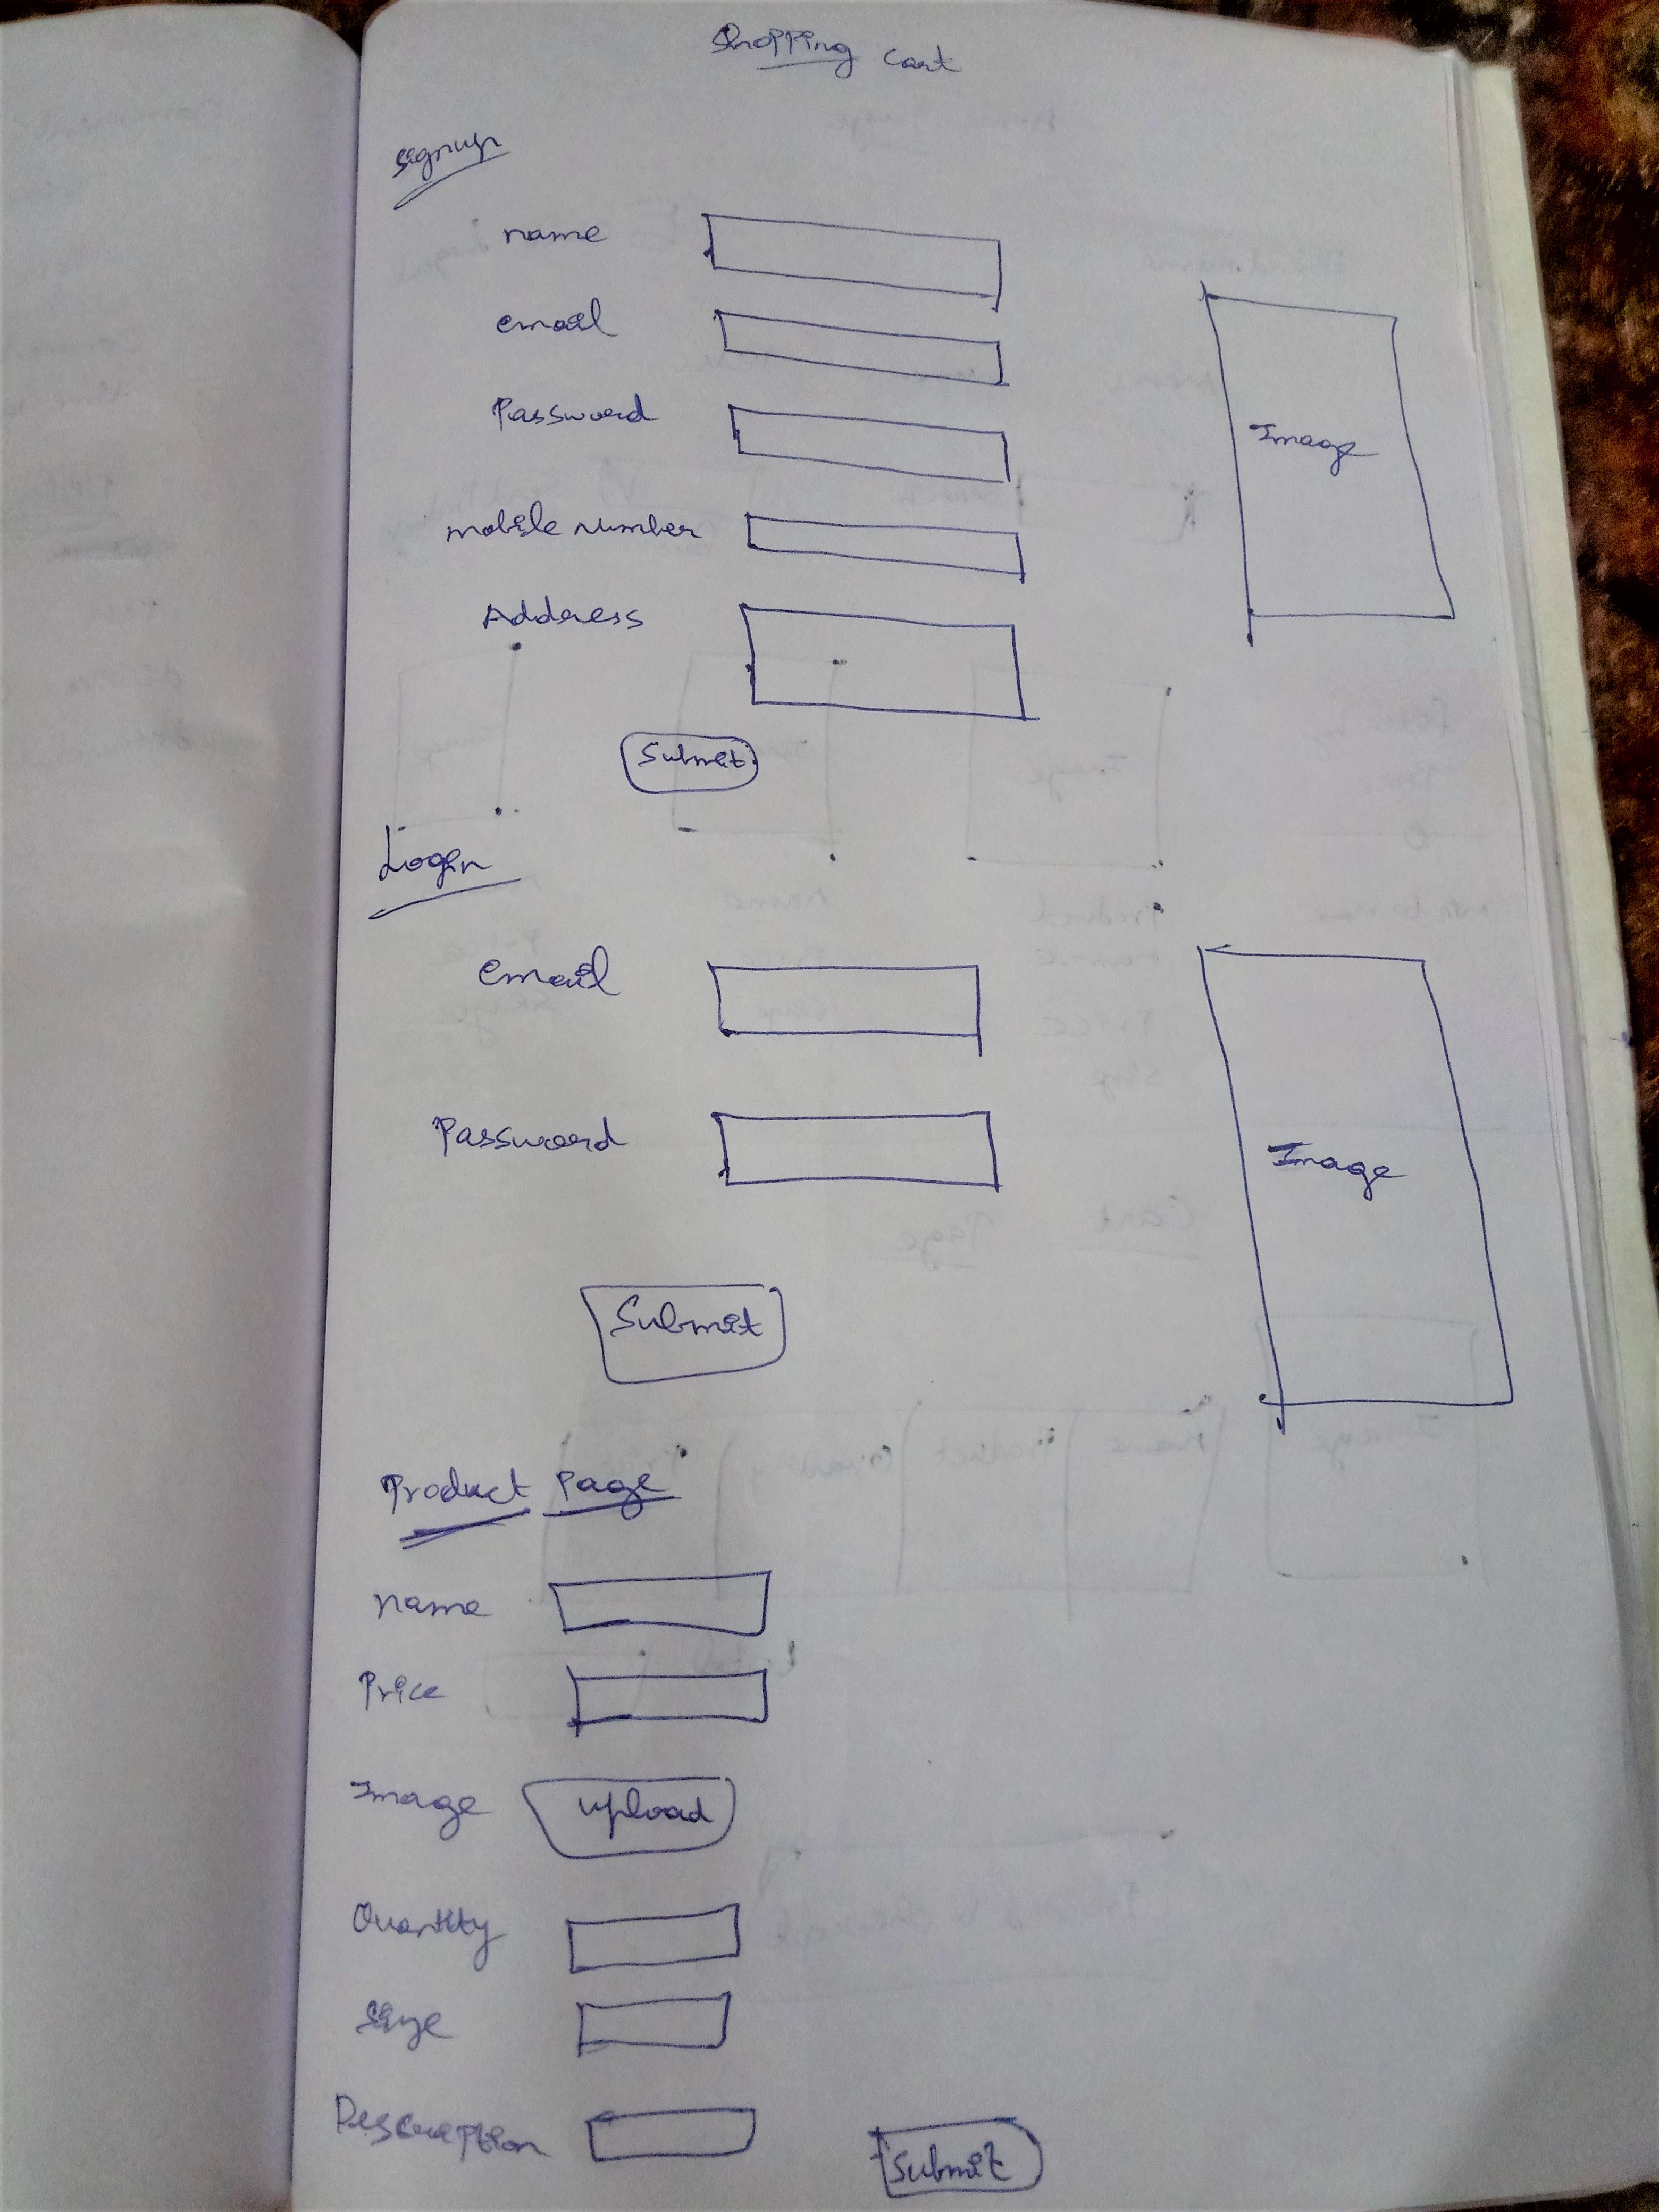 Shopping Cart
Signup
name
email
Password
Image
mobile number
Address
Submit
Login
email
Password
Image
Submit
Product Page
name
Price
Image upload
Quantity
Size
Description
Submit